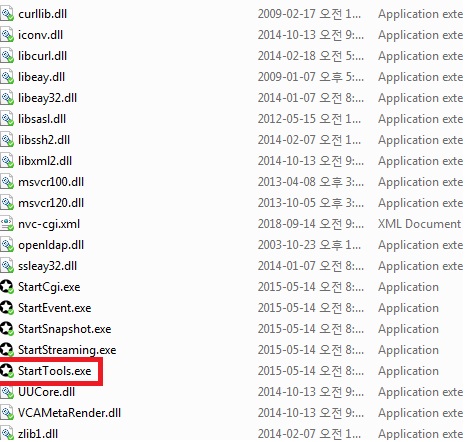 curllib.dll 2009-02-17 오전 1... Application exte
iconv.dll 2014-10-13 오전 9:... Application exte
libcurl.dll 2014-02-18 오전 5:... Application exte
libeay.dll 2009-01-07 오후 5:... Application exte
libeay32.dll 2014-01-07 오전 8:... Application exte
libsasl.dll 2012-05-15 오전 1... Application exte
libssh2.dll 2014-02-07 오전 1... Application exte
libxml2.dll 2014-10-13 오전 9:... Application exte
msvcr100.dll 2013-04-08 오전 3:... Application exte
msvcr120.dll 2013-10-05 오전 3:... Application exte
nvc-cgi.xml 2018-09-14 오전 9:... XML Document
openldap.dll 2003-10-23 오후 1... Application exte
ssleay32.dll 2014-01-07 오전 8:... Application exte
StartCgi.exe 2015-05-14 오전 8:... Application
StartEvent.exe 2015-05-14 오전 8:... Application
StartSnapshot.exe 2015-05-14 오전 8:... Application
StartStreaming.exe 2015-05-14 오전 8:... Application
StartTools.exe 2015-05-14 오전 8:... Application
UUCore.dll 2014-10-13 오전 9:... Application exte
VCAMetaRender.dll 2014-10-13 오전 9:... Application exte
zlib1.dll 2014-10-13 오전 9:... Application exte